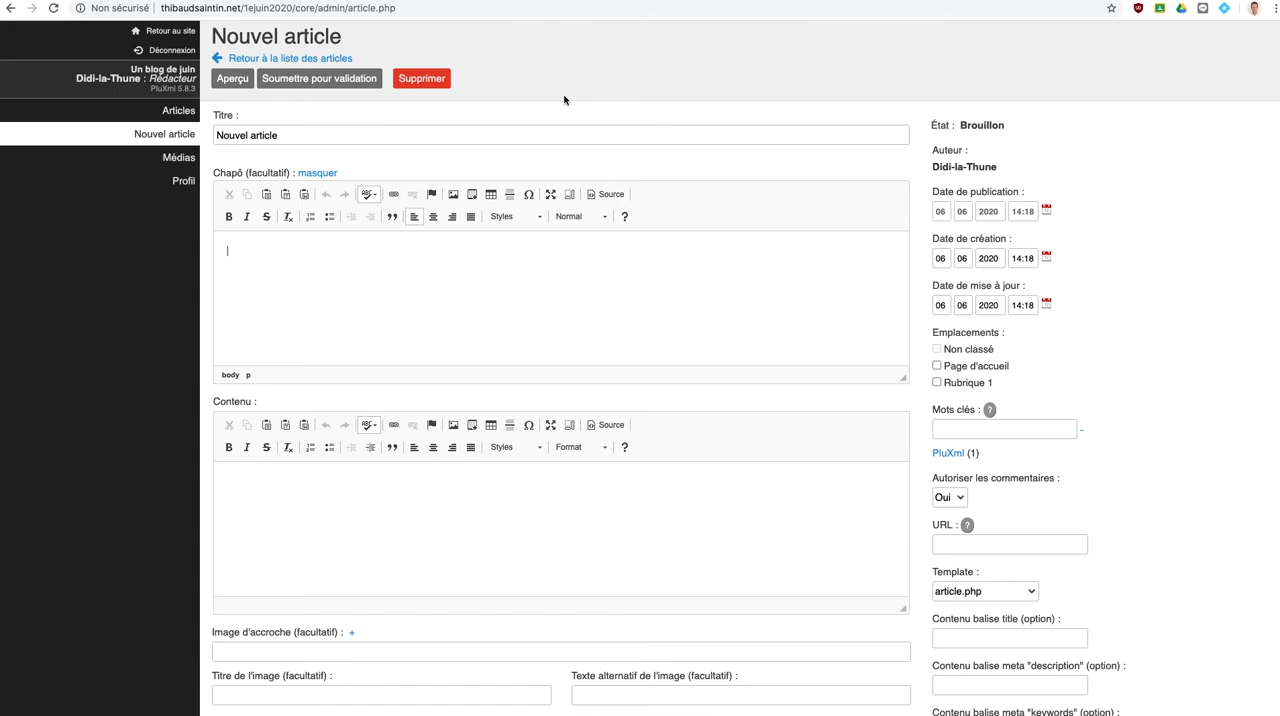 Non sécurisé | thibaudsaintin.net/1ejuin2020/core/admin/article.php
Retour au site
Déconnexion
Un blog de juin
Didi-la-Thune : Rédacteur
PluXml 5.8.3
Articles
Nouvel article
Médias
Profil
Nouvel article
Retour à la liste des articles
Aperçu Soumettre pour validation Supprimer
Titre :
Nouvel article
Chapô (facultatif) : masquer
ABC Source
B I S Styles Normal ?
body p
Contenu :
ABC Source
B I S Styles Format ?
Image d'accroche (facultatif) : +
Titre de l'image (facultatif) : Texte alternatif de l'image (facultatif) :
État : Brouillon
Auteur :
Didi-la-Thune
Date de publication :
06 06 2020 14:18
Date de création :
06 06 2020 14:18
Date de mise à jour :
06 06 2020 14:18
Emplacements :
Non classé
Page d'accueil
Rubrique 1
Mots clés : ?
PluXml (1)
Autoriser les commentaires :
Oui
URL : ?
Template :
article.php
Contenu balise title (option) :
Contenu balise meta "description" (option) :
Contenu balise meta "keywords" (option) :